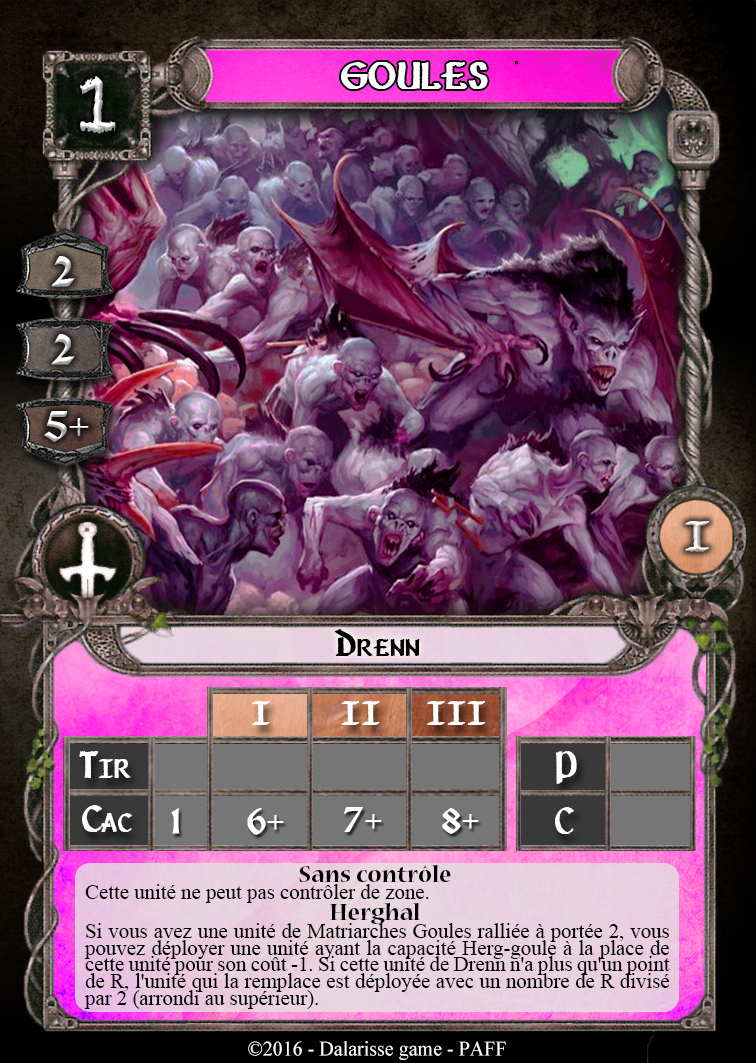 GOULES
1
2
2
5+
I
DRENN
I II III
TIR
CAC 1 6+ 7+ 8+
P
C
Sans contrôle
Cette unité ne peut pas contrôler de zone.
Herghal
Si vous avez une unité de Matriarches Goules ralliée à portée 2, vous
pouvez déployer une unité ayant la capacité Herg-goule à la place de
cette unité pour son coût -1. Si cette unité de Drenn n'a plus qu'un point
de R, l'unité qui la remplace est déployée avec un nombre de R divisé
par 2 (arrondi au supérieur).
©2016 - Dalarisse game - PAFF